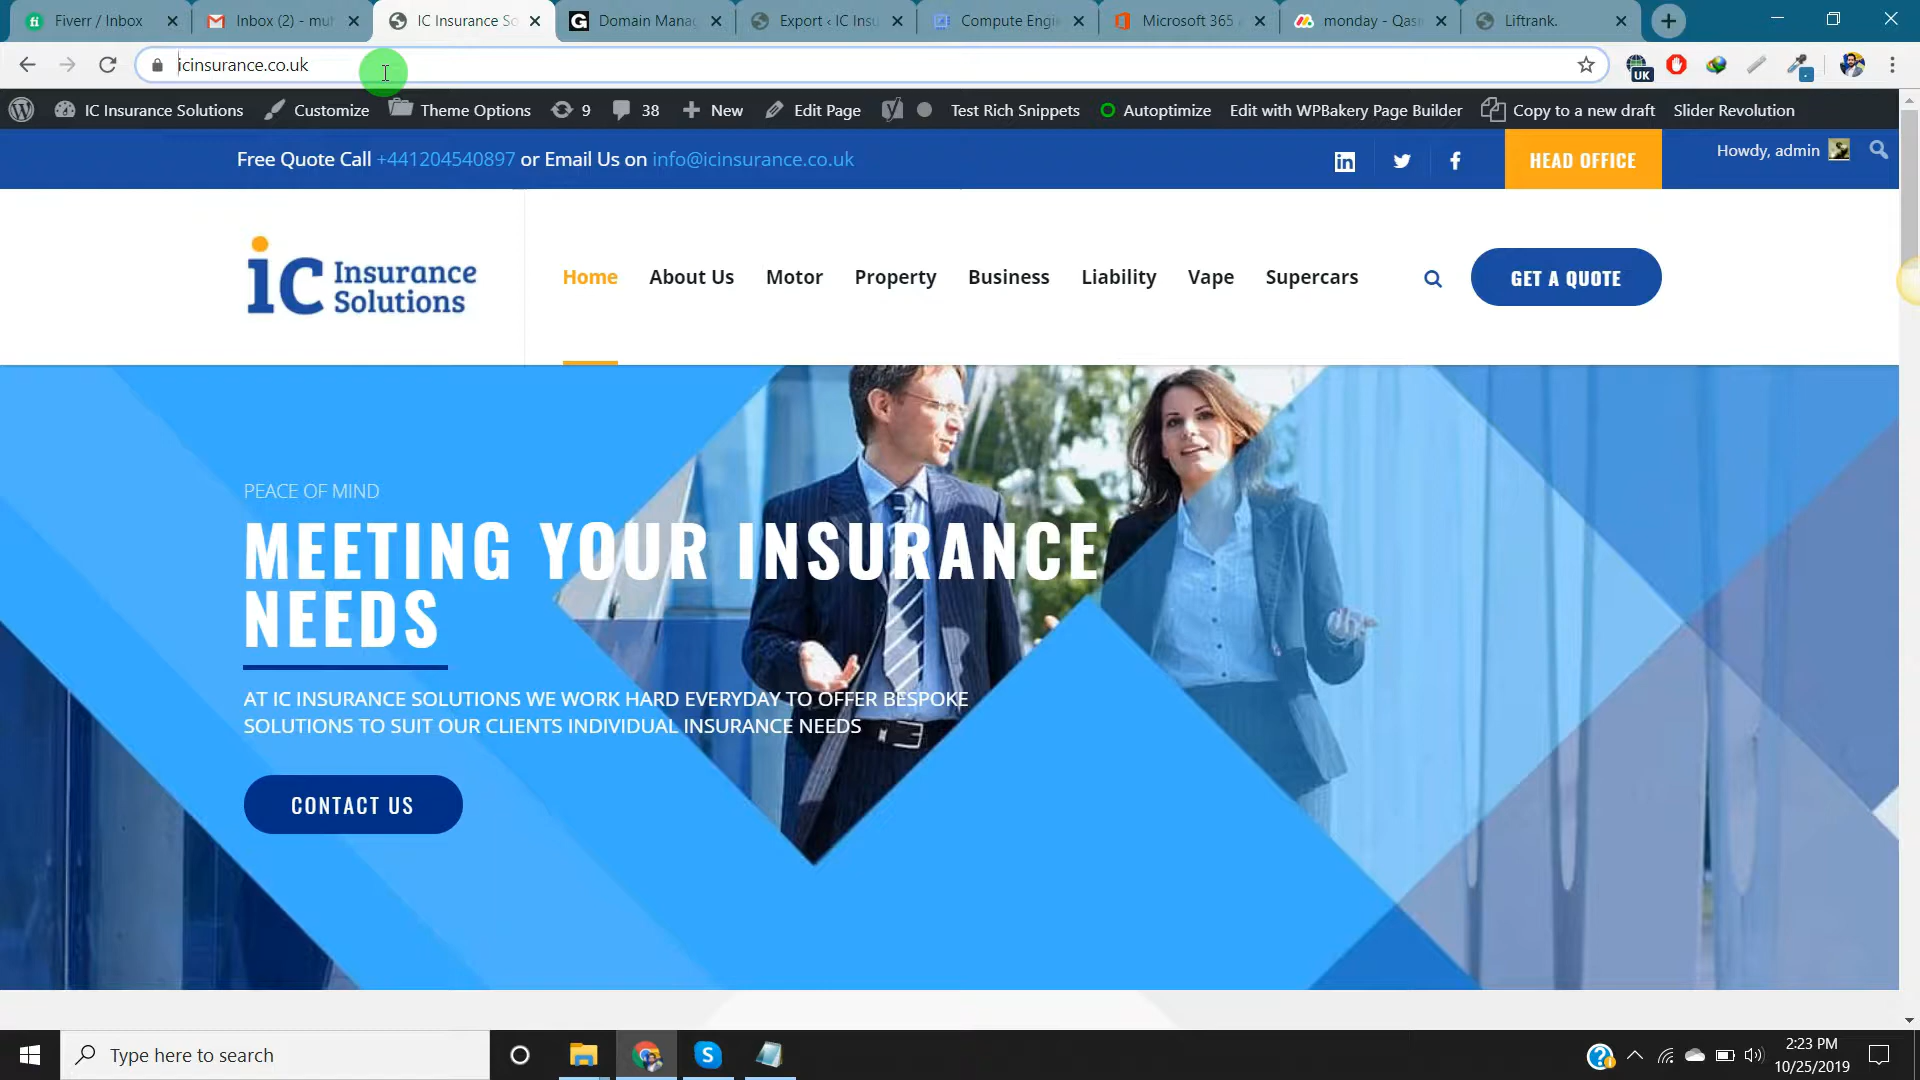 Fiverr / Inbox
Inbox (2) - mu
IC Insurance So
Domain Mana
Export ‹ IC Insu
Compute Engi
Microsoft 365
monday - Qas
Liftrank.
icinsurance.co.uk
UK
IC Insurance Solutions
Customize
Theme Options
9
38
New
Edit Page
Test Rich Snippets
Autoptimize
Edit with WPBakery Page Builder
Copy to a new draft
Slider Revolution
Free Quote Call +441204540897 or Email Us on info@icinsurance.co.uk
HEAD OFFICE
Howdy, admin
iC Insurance Solutions
Home
About Us
Motor
Property
Business
Liability
Vape
Supercars
GET A QUOTE
PEACE OF MIND
MEETING YOUR INSURANCE
NEEDS
AT IC INSURANCE SOLUTIONS WE WORK HARD EVERYDAY TO OFFER BESPOKE
SOLUTIONS TO SUIT OUR CLIENTS INDIVIDUAL INSURANCE NEEDS
CONTACT US
Type here to search
2:23 PM
10/25/2019